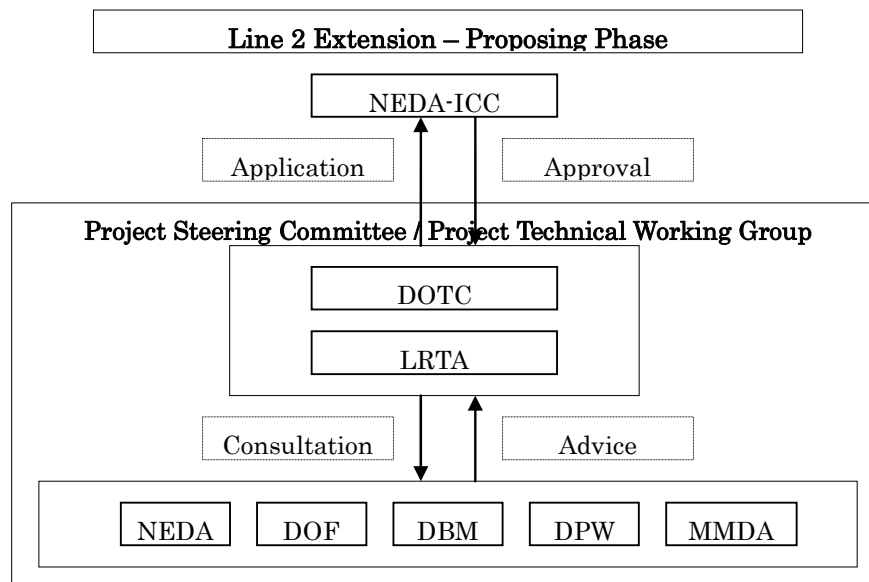 Line 2 Extension – Proposing Phase
NEDA-ICC
Application
Approval
Project Steering Committee / Project Technical Working Group
DOTC
LRTA
Consultation
Advice
NEDA
DOF
DBM
DPW
MMDA